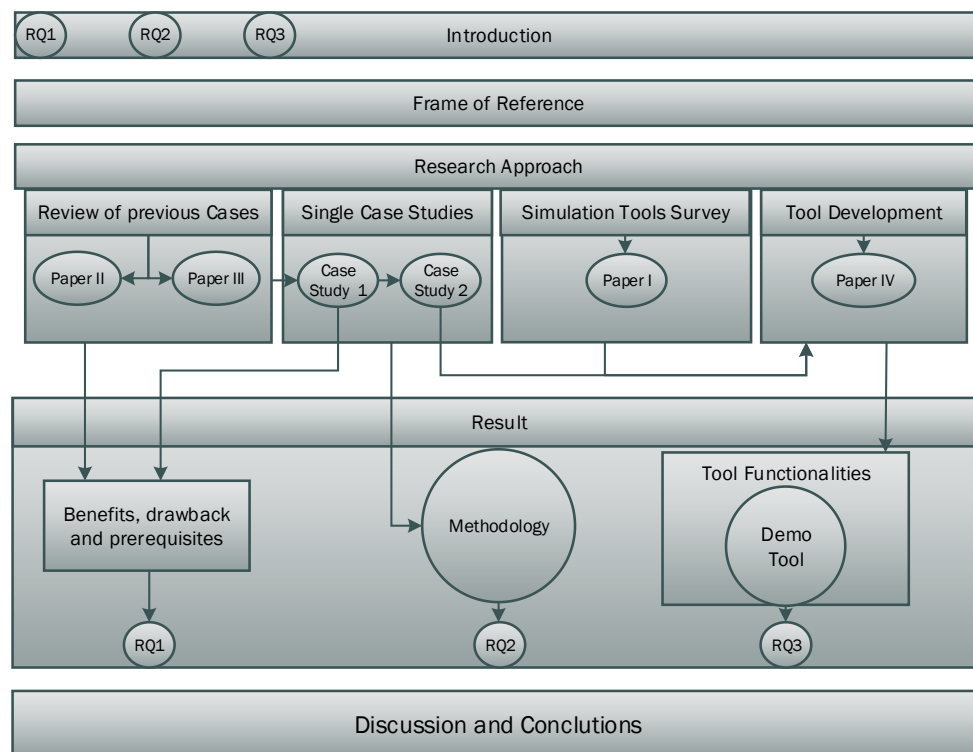 RQ1
RQ2
RQ3
Introduction
Frame of Reference
Research Approach
Review of previous Cases
Single Case Studies
Simulation Tools Survey
Tool Development
Paper II
Paper III
Case
Study 1
Case
Study 2
Paper I
Paper IV
Result
Benefits, drawback
and prerequisites
Methodology
Tool Functionalities
Demo
Tool
RQ1
RQ2
RQ3
Discussion and Conclutions